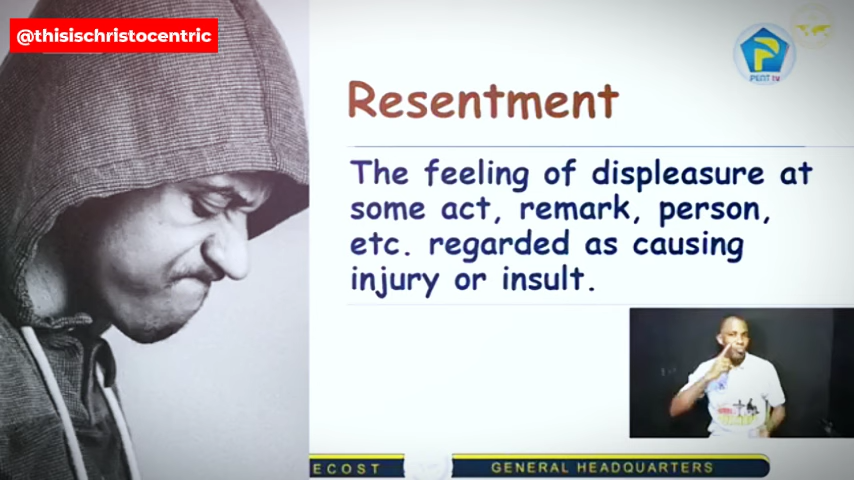 @thisischristocentric
PENT tv
Resentment
The feeling of displeasure at
some act, remark, person,
etc. regarded as causing
injury or insult.
ECOST
GENERAL HEADQUARTERS